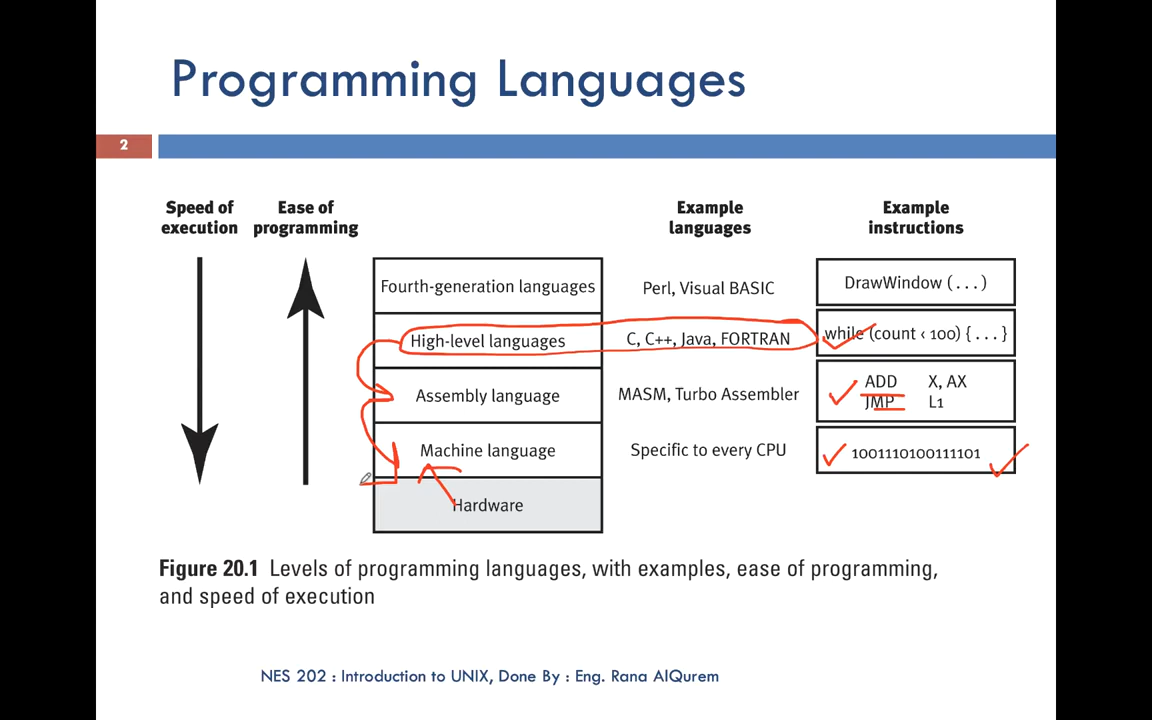 Programming Languages
2
Speed of execution
Ease of programming
Example languages
Example instructions
Fourth-generation languages
Perl, Visual BASIC
DrawWindow (...)
High-level languages
C, C++, Java, FORTRAN
while (count < 100) {...}
Assembly language
MASM, Turbo Assembler
ADD X, AX
JMP L1
Machine language
Specific to every CPU
1001110100111101
Hardware
Figure 20.1 Levels of programming languages, with examples, ease of programming,
and speed of execution
NES 202 : Introduction to UNIX, Done By : Eng. Rana AlQurem